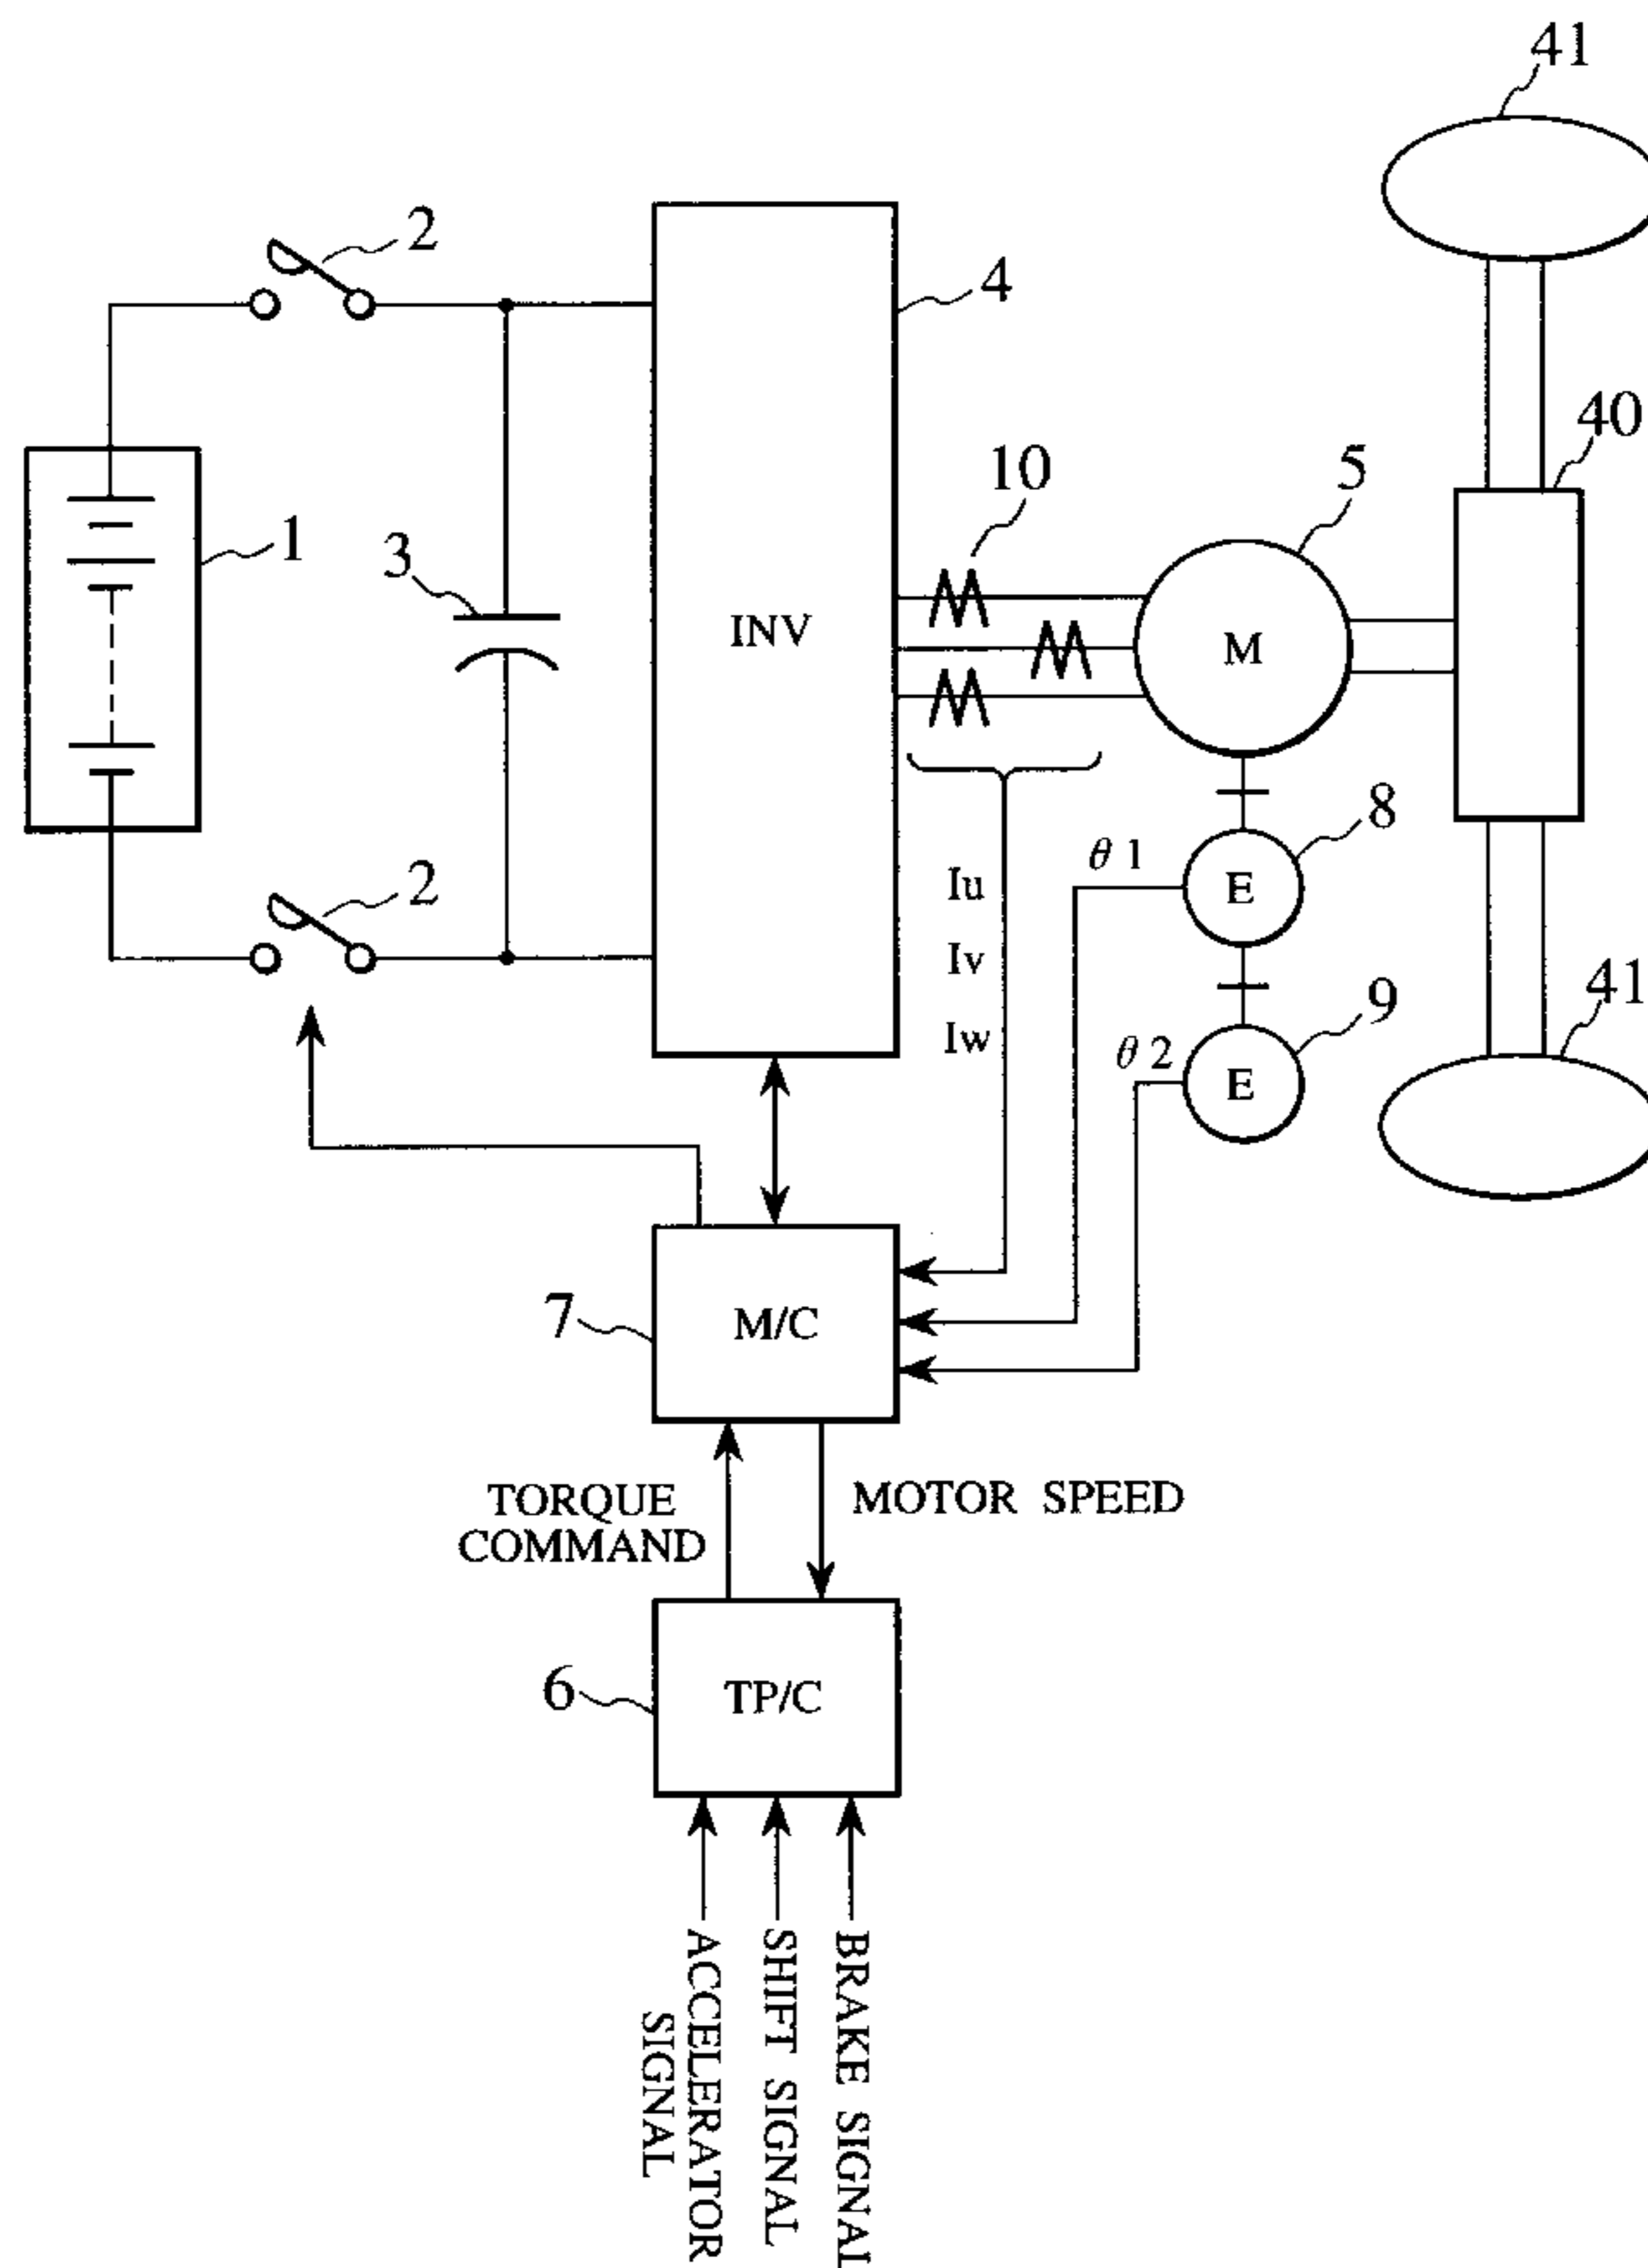 41
2
4
40
10
5
1
3
INV
M
8
2
θ 1
E
Iu
Iv
9
41
Iw
θ 2
E
7
M/C
TORQUE
COMMAND
MOTOR SPEED
6
TP/C
ACCELERATOR
SIGNAL
SHIFT SIGNAL
BRAKE SIGNAL